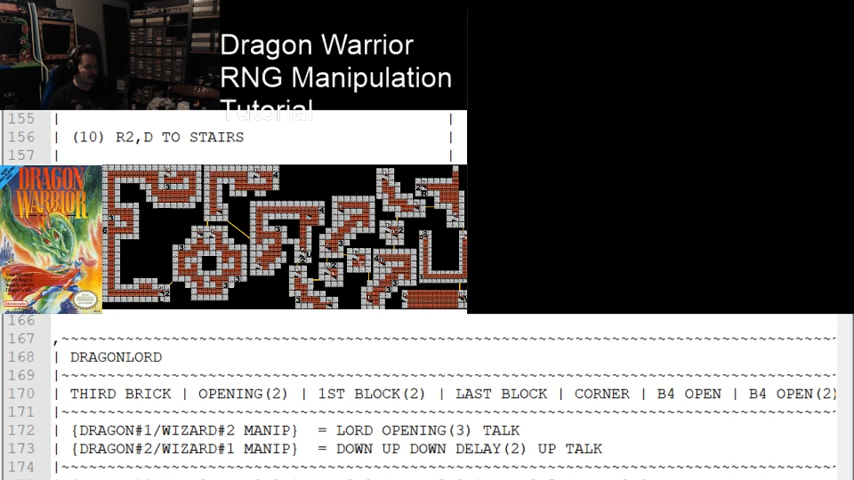 Dragon Warrior
RNG Manipulation
Tutorial
155 |
156 | (10) R2,D TO STAIRS |
157 |
DRAGON
WARRIOR
166
167 ,~~~~~~~~~~~~~~~~~~~~~~~~~~~~~~~~~~~~~~~~~~~~~~~~~~~~~~~~~~~~~~~~~~~~~~~~~~~~~~~~~~~~
168 | DRAGONLORD
169 |~~~~~~~~~~~~~~~~~~~~~~~~~~~~~~~~~~~~~~~~~~~~~~~~~~~~~~~~~~~~~~~~~~~~~~~~~~~~~~~~~~~~
170 | THIRD BRICK | OPENING(2) | 1ST BLOCK(2) | LAST BLOCK | CORNER | B4 OPEN | B4 OPEN(2)
171 |~~~~~~~~~~~~~~~~~~~~~~~~~~~~~~~~~~~~~~~~~~~~~~~~~~~~~~~~~~~~~~~~~~~~~~~~~~~~~~~~~~~~
172 | {DRAGON#1/WIZARD#2 MANIP} = LORD OPENING(3) TALK
173 | {DRAGON#2/WIZARD#1 MANIP} = DOWN UP DOWN DELAY(2) UP TALK
174 |~~~~~~~~~~~~~~~~~~~~~~~~~~~~~~~~~~~~~~~~~~~~~~~~~~~~~~~~~~~~~~~~~~~~~~~~~~~~~~~~~~~~